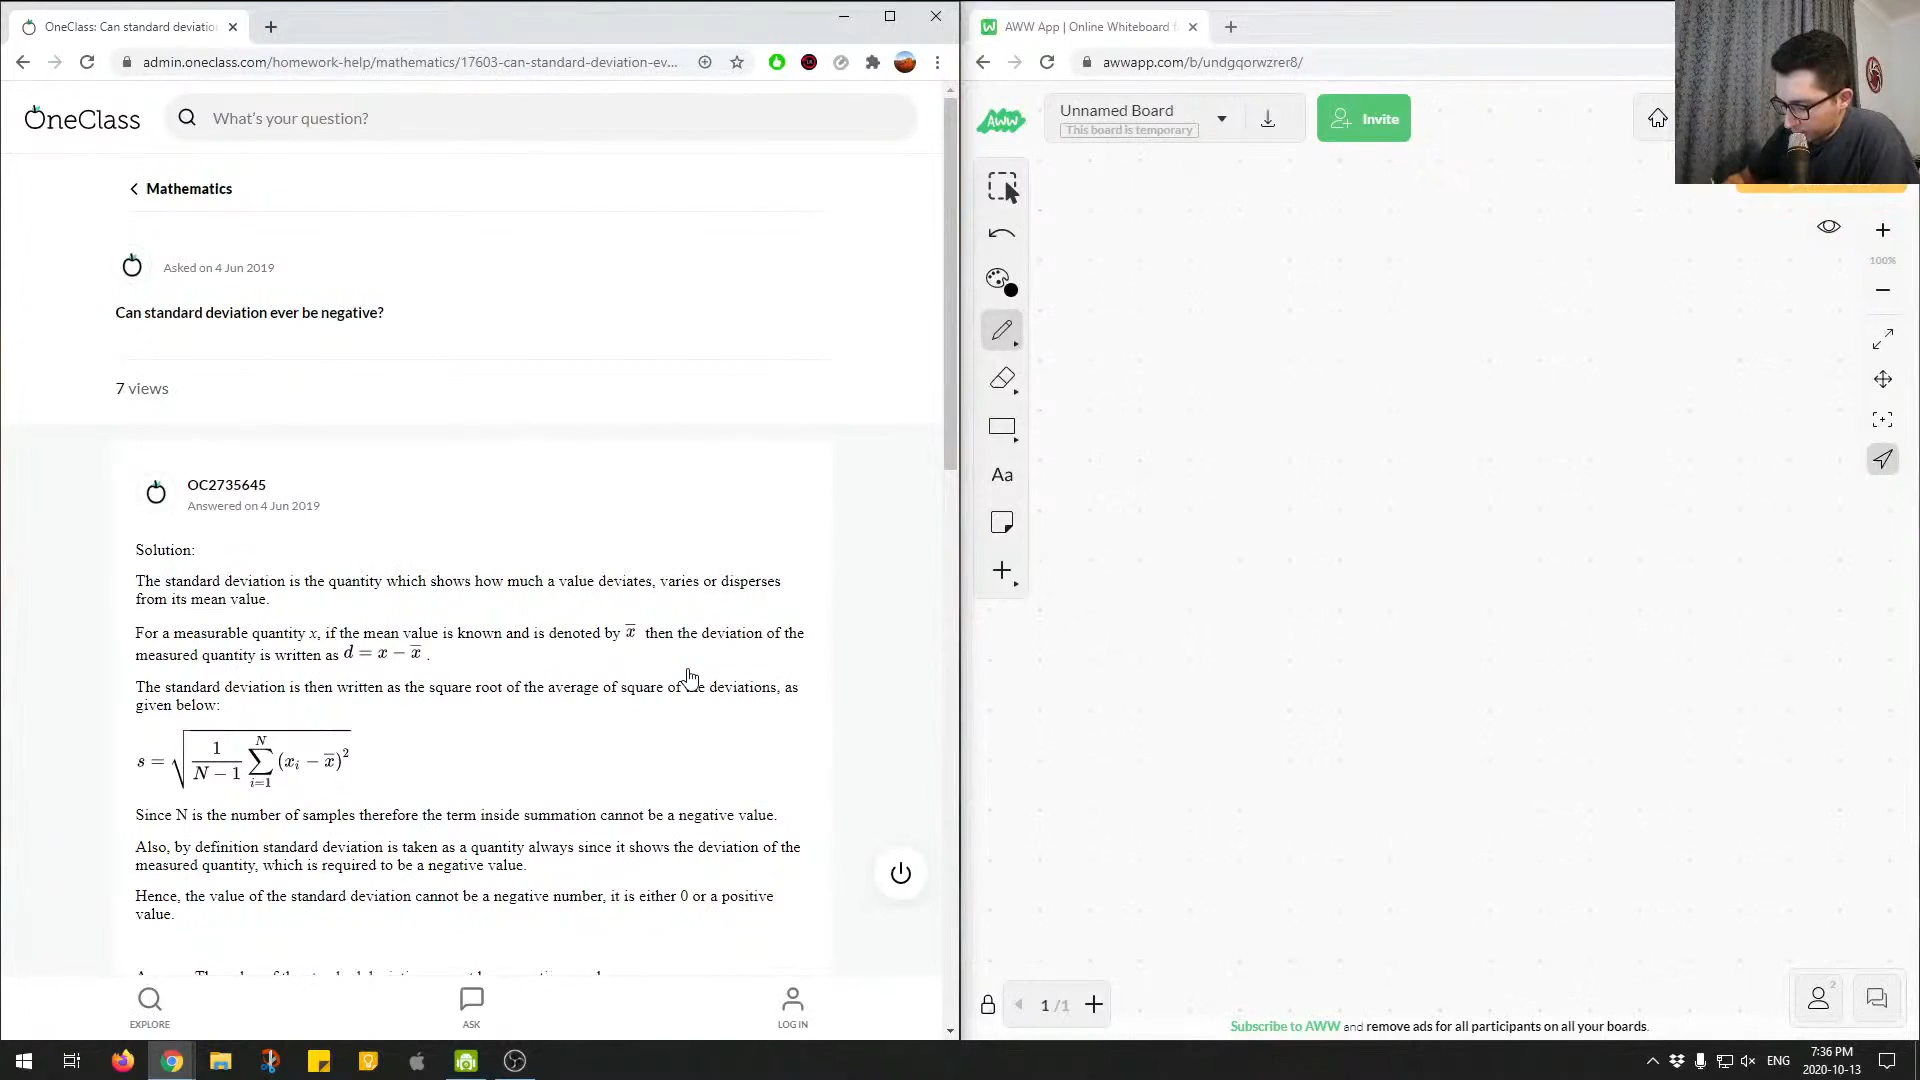 OneClass: Can standard deviatio
AWW App | Online Whiteboard f
admin.oneclass.com/homework-help/mathematics/17603-can-standard-deviation-ev...
awwapp.com/b/undgqorwzrer8/
OneClass
What's your question?
AWW
Unnamed Board
This board is temporary
Invite
Mathematics
Asked on 4 Jun 2019
Can standard deviation ever be negative?
7 views
100%
OC2735645
Answered on 4 Jun 2019
Aa
Solution:
The standard deviation is the quantity which shows how much a value deviates, varies or disperses
from its mean value.
For a measurable quantity x, if the mean value is known and is denoted by x̄ then the deviation of the
measured quantity is written as d = x − x̄ .
The standard deviation is then written as the square root of the average of square of the deviations, as
given below:
s = √(1/(N − 1) ∑_{i=1}^{N} (x_i − x̄)²)
Since N is the number of samples therefore the term inside summation cannot be a negative value.
Also, by definition standard deviation is taken as a quantity always since it shows the deviation of the
measured quantity, which is required to be a negative value.
Hence, the value of the standard deviation cannot be a negative number, it is either 0 or a positive
value.
EXPLORE
ASK
LOG IN
1 /1
2
Subscribe to AWW and remove ads for all participants on all your boards.
ENG
7:36 PM
2020-10-13